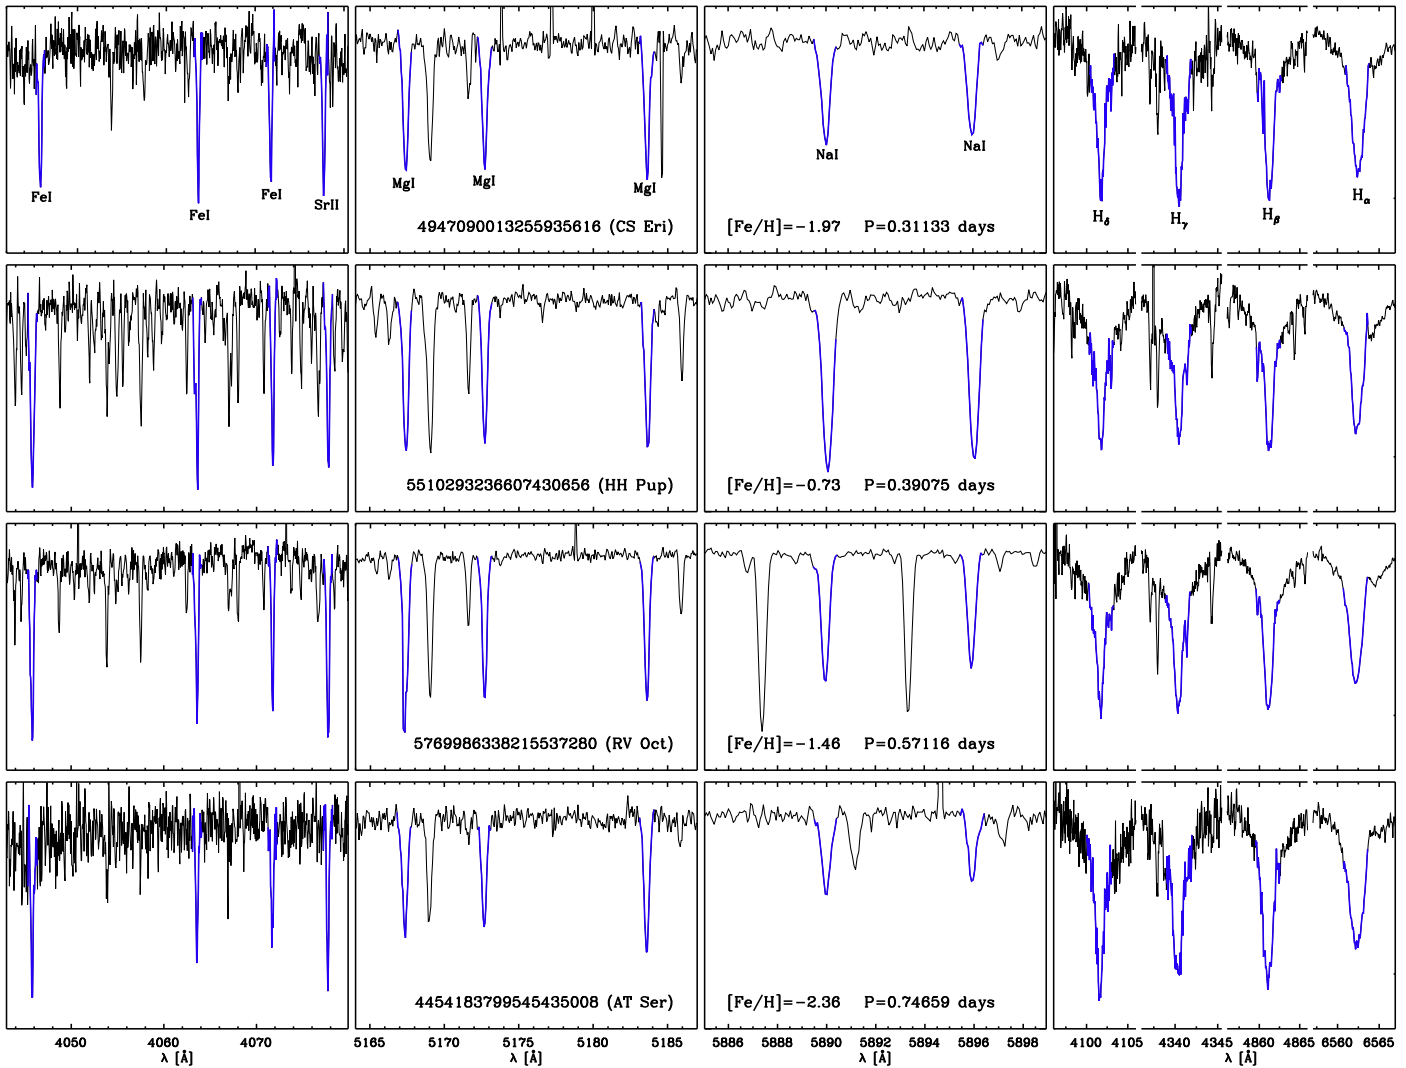 FeI
FeI
FeI
SrII
MgI
MgI
MgI
4947090013255935616 (CS Eri)
NaI
NaI
[Fe/H]=−1.97 P=0.31133 days
Hδ
Hγ
Hβ
Hα
5510293236607430656 (HH Pup)
[Fe/H]=−0.73 P=0.39075 days
5769986338215537280 (RV Oct)
[Fe/H]=−1.46 P=0.57116 days
4454183799545435008 (AT Ser)
[Fe/H]=−2.36 P=0.74659 days
4050 4060 4070
λ [Å]
5165 5170 5175 5180 5185
λ [Å]
5886 5888 5890 5892 5894 5896 5898
λ [Å]
4100 4105 4340 4345 4860 4865 6560 6565
λ [Å]